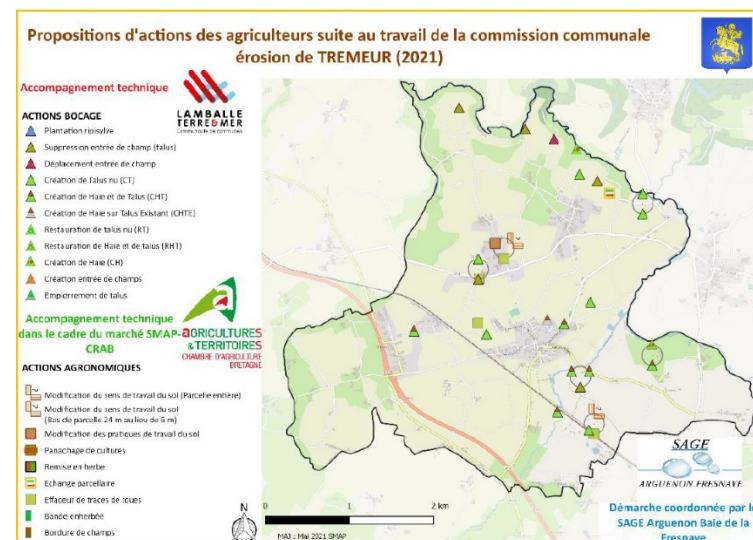 Propositions d'actions des agriculteurs suite au travail de la commission communale
érosion de TREMEUR (2021)
Accompagnement technique
LAMBALLE
TERRE&MER
Communauté de communes
ACTIONS BOCAGE
Plantation ripisylve
Suppression entrée de champ (talus)
Déplacement entrée de champ
Création de Talus nu (CT)
Création de Haie et de Talus (CHT)
Création de Haie sur Talus Existant (CHTE)
Restauration de talus nu (RT)
Restauration de Haie et de talus (RHT)
Création de Haie (CH)
Création entrée de champs
Empierrement de talus
Accompagnement technique
dans le cadre du marché SMAP-
CRAB
AGRICULTURES
& TERRITOIRES
CHAMBRE D'AGRICULTURE
BRETAGNE
ACTIONS AGRONOMIQUES
Modification du sens de travail du sol (Parcelle entière)
Modification du sens de travail du sol
(Bas de parcelle 24 m au lieu de 6 m)
Modification des pratiques de travail du sol
Panachage de cultures
Remise en herbe
Echange parcellaire
Effaceur de traces de roues
Bande enherbée
Bordure de champs
N
0 1 2 km
MAJ : Mai 2021 SMAP
SAGE
ARGUENON.FRESNAYE
Démarche coordonnée par le
SAGE Arguenon Baie de la
Fresnaye